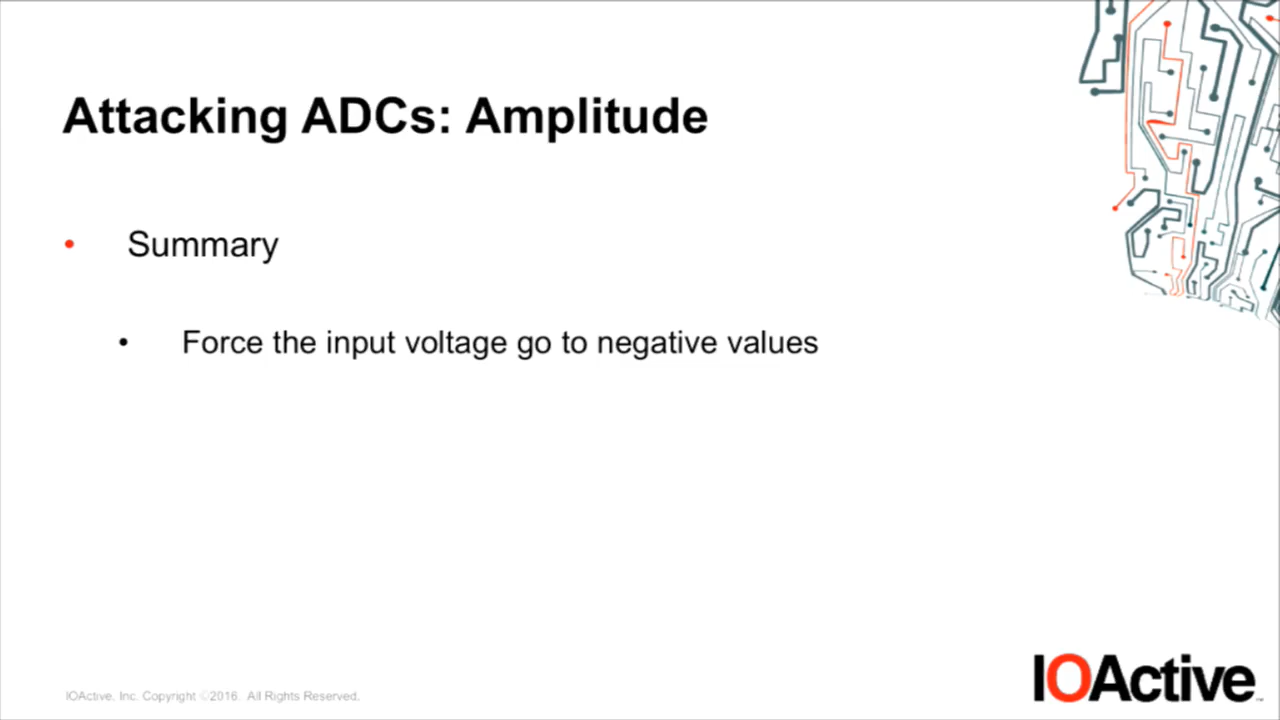 Attacking ADCs: Amplitude
• Summary
• Force the input voltage go to negative values
IOActive, Inc. Copyright ©2016. All Rights Reserved.
IOActive™